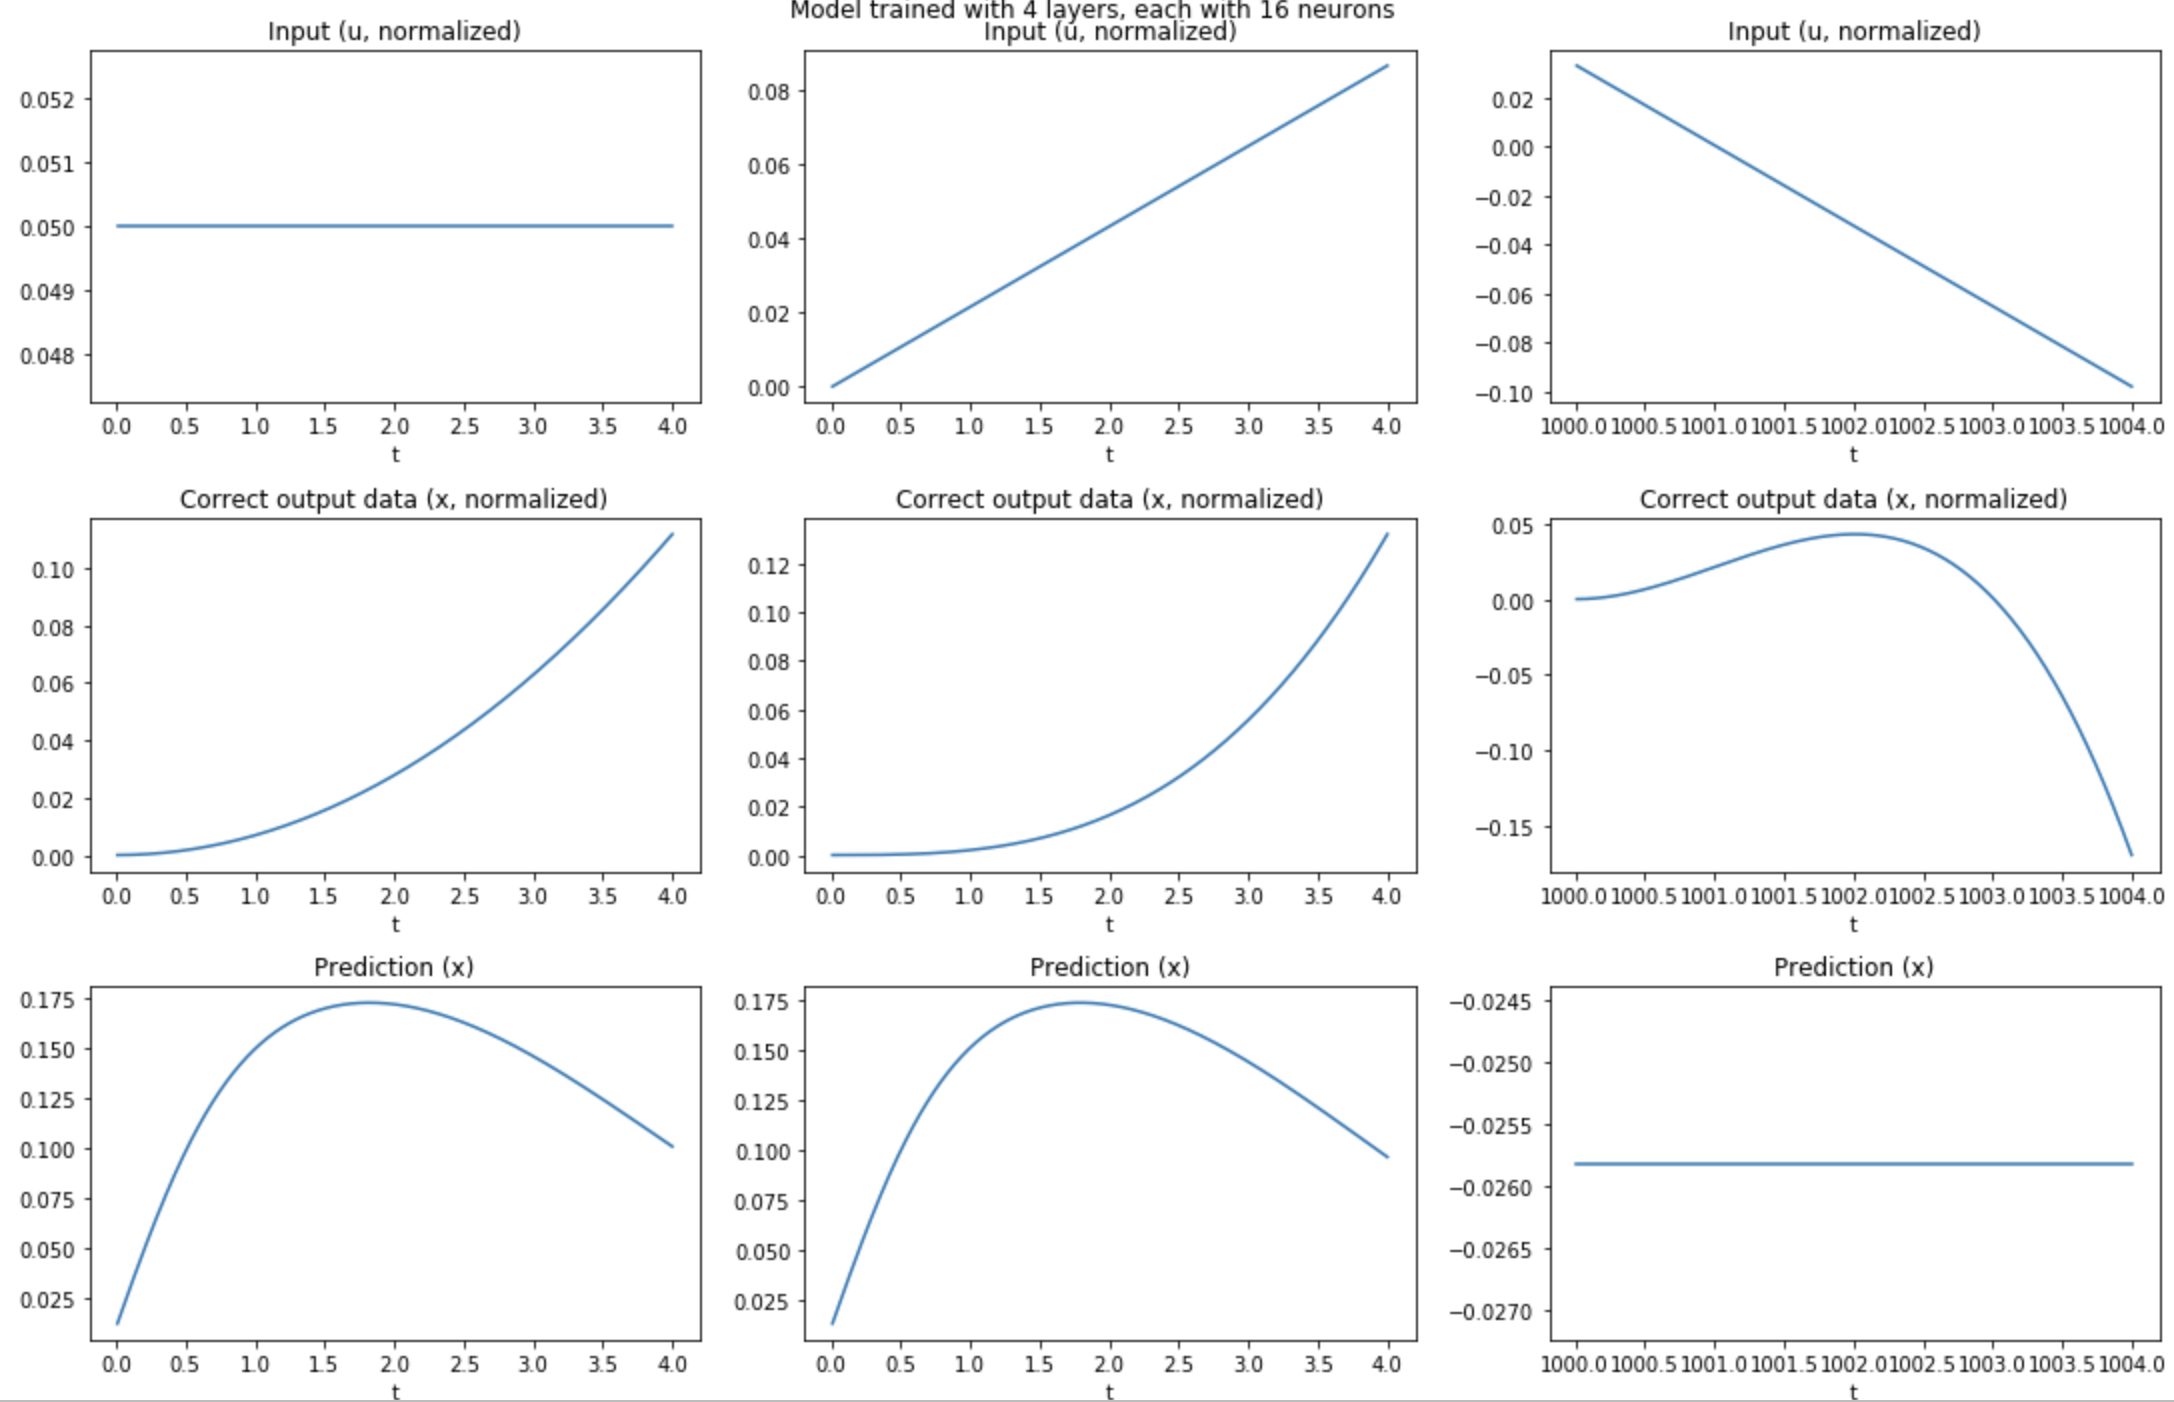 Model trained with 4 layers, each with 16 neurons
Input (u, normalized)
0.052
0.051
0.050
0.049
0.048
0.0 0.5 1.0 1.5 2.0 2.5 3.0 3.5 4.0
t
Input (u, normalized)
0.08
0.06
0.04
0.02
0.00
0.0 0.5 1.0 1.5 2.0 2.5 3.0 3.5 4.0
t
Input (u, normalized)
0.02
0.00
−0.02
−0.04
−0.06
−0.08
−0.10
1000.0 1000.5 1001.0 1001.5 1002.0 1002.5 1003.0 1003.5 1004.0
t
Correct output data (x, normalized)
0.10
0.08
0.06
0.04
0.02
0.00
0.0 0.5 1.0 1.5 2.0 2.5 3.0 3.5 4.0
t
Correct output data (x, normalized)
0.12
0.10
0.08
0.06
0.04
0.02
0.00
0.0 0.5 1.0 1.5 2.0 2.5 3.0 3.5 4.0
t
Correct output data (x, normalized)
0.05
0.00
−0.05
−0.10
−0.15
1000.0 1000.5 1001.0 1001.5 1002.0 1002.5 1003.0 1003.5 1004.0
t
Prediction (x)
0.175
0.150
0.125
0.100
0.075
0.050
0.025
0.0 0.5 1.0 1.5 2.0 2.5 3.0 3.5 4.0
t
Prediction (x)
0.175
0.150
0.125
0.100
0.075
0.050
0.025
0.0 0.5 1.0 1.5 2.0 2.5 3.0 3.5 4.0
t
Prediction (x)
−0.0245
−0.0250
−0.0255
−0.0260
−0.0265
−0.0270
1000.0 1000.5 1001.0 1001.5 1002.0 1002.5 1003.0 1003.5 1004.0
t